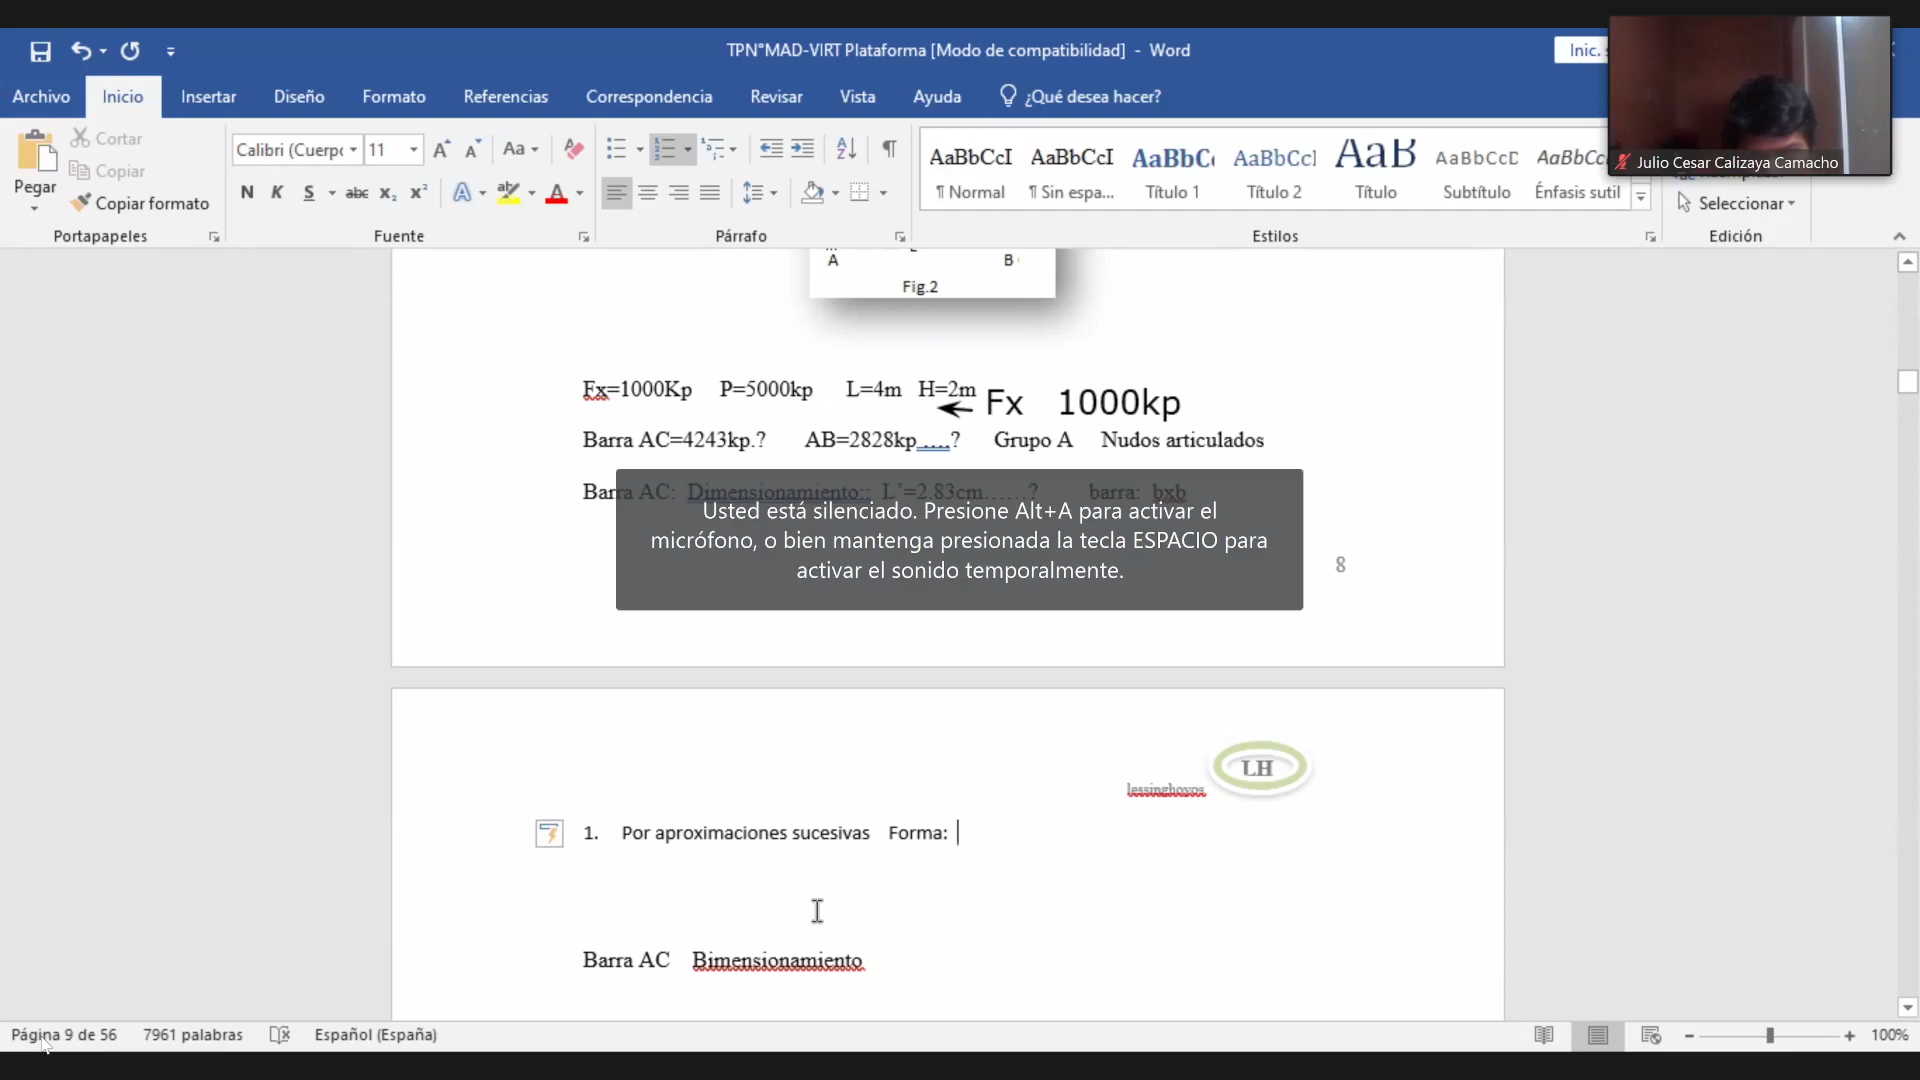 TPN°MAD-VIRT Plataforma [Modo de compatibilidad] - Word
Inic.
Archivo Inicio Insertar Diseño Formato Referencias Correspondencia Revisar Vista Ayuda ¿Qué desea hacer?
Pegar
Cortar
Copiar
Copiar formato
Calibri (Cuerpo 11
Aa
N K S abc x₂ x²
AaBbCcI AaBbCcI AaBbC AaBbCcI AaB AaBbCcD AaBbCc
¶ Normal ¶ Sin espa... Título 1 Título 2 Título Subtítulo Énfasis sutil
Seleccionar
Portapapeles Fuente Párrafo Estilos Edición
Julio Cesar Calizaya Camacho
A B
Fig.2
Fx=1000Kp P=5000kp L=4m H=2m
Fx 1000kp
Barra AC=4243kp.? AB=2828kp.....? Grupo A Nudos articulados
Barra AC: Dimensionamiento:: L`=2.83cm......? barra: bxb
Usted está silenciado. Presione Alt+A para activar el
micrófono, o bien mantenga presionada la tecla ESPACIO para
activar el sonido temporalmente.
8
LH
lessinghoyos
1. Por aproximaciones sucesivas Forma:
Barra AC Bimensionamiento
Página 9 de 56 7961 palabras Español (España) 100%